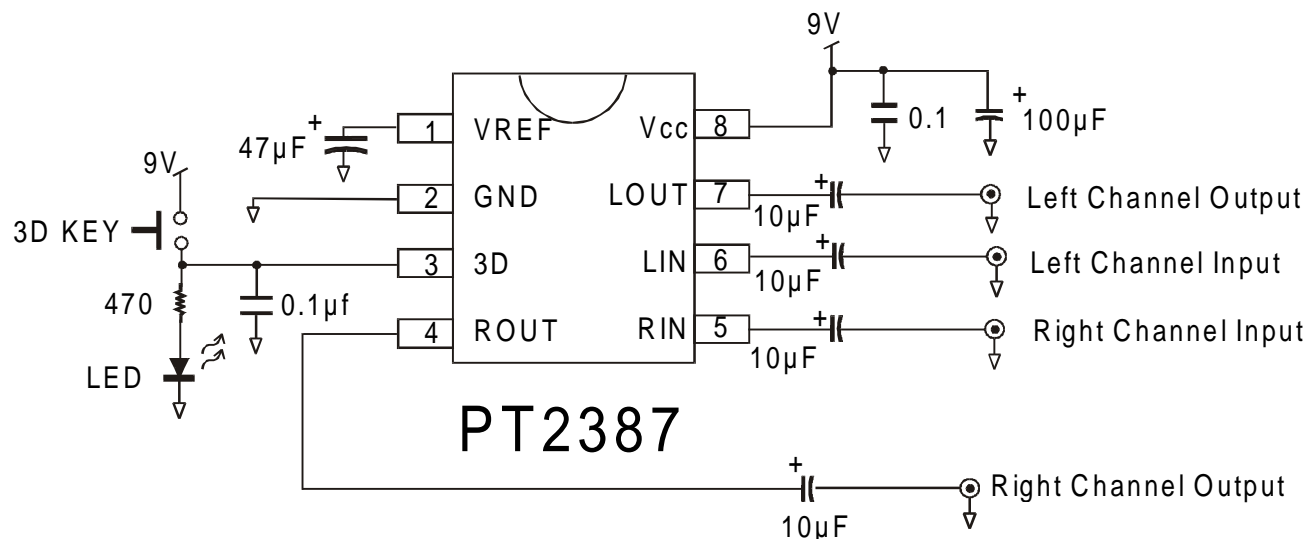 9V
0.1
+
100µF
+
47µF
1
VREF
Vcc
8
9V
3D KEY
2
GND
LOUT
7
+
10µF
Left Channel Output
3
3D
LIN
6
+
10µF
Left Channel Input
470
0.1µf
LED
4
ROUT
RIN
5
+
10µF
Right Channel Input
PT2387
+
10µF
Right Channel Output